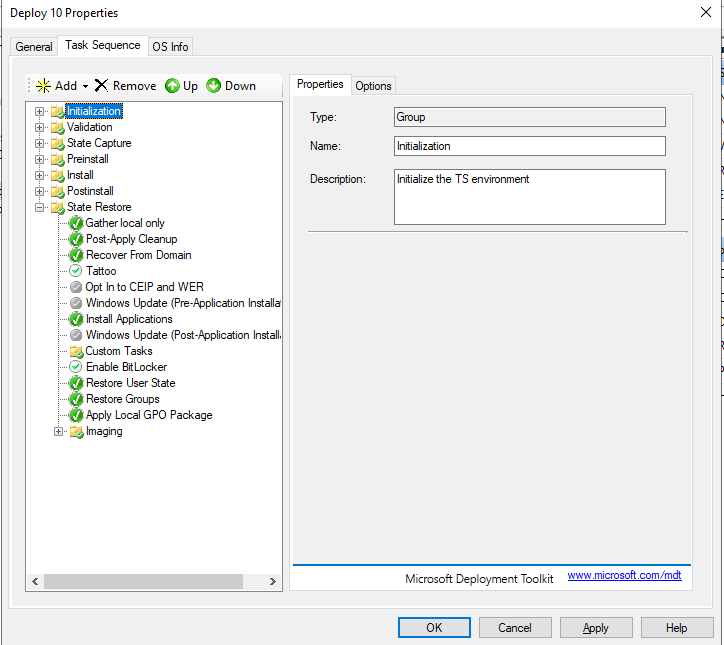 Deploy 10 Properties
General Task Sequence OS Info
Add Remove Up Down
Initialization
Validation
State Capture
Preinstall
Install
Postinstall
State Restore
Gather local only
Post-Apply Cleanup
Recover From Domain
Tattoo
Opt In to CEIP and WER
Windows Update (Pre-Application Installa
Install Applications
Windows Update (Post-Application Install
Custom Tasks
Enable BitLocker
Restore User State
Restore Groups
Apply Local GPO Package
Imaging
Properties Options
Type: Group
Name: Initialization
Description: Initialize the TS environment
Microsoft Deployment Toolkit www.microsoft.com/mdt
OK Cancel Apply Help